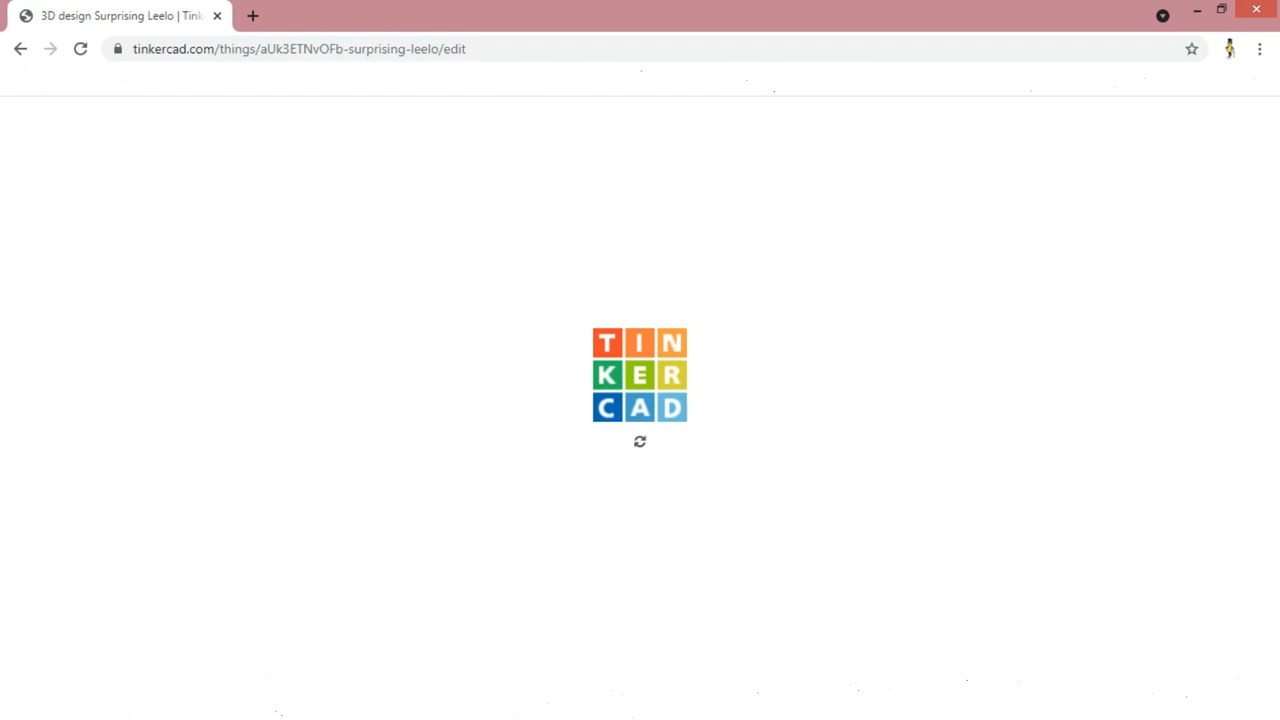 3D design Surprising Leelo | Tink
tinkercad.com/things/aUk3ETNvOFb-surprising-leelo/edit
TIN
KER
CAD